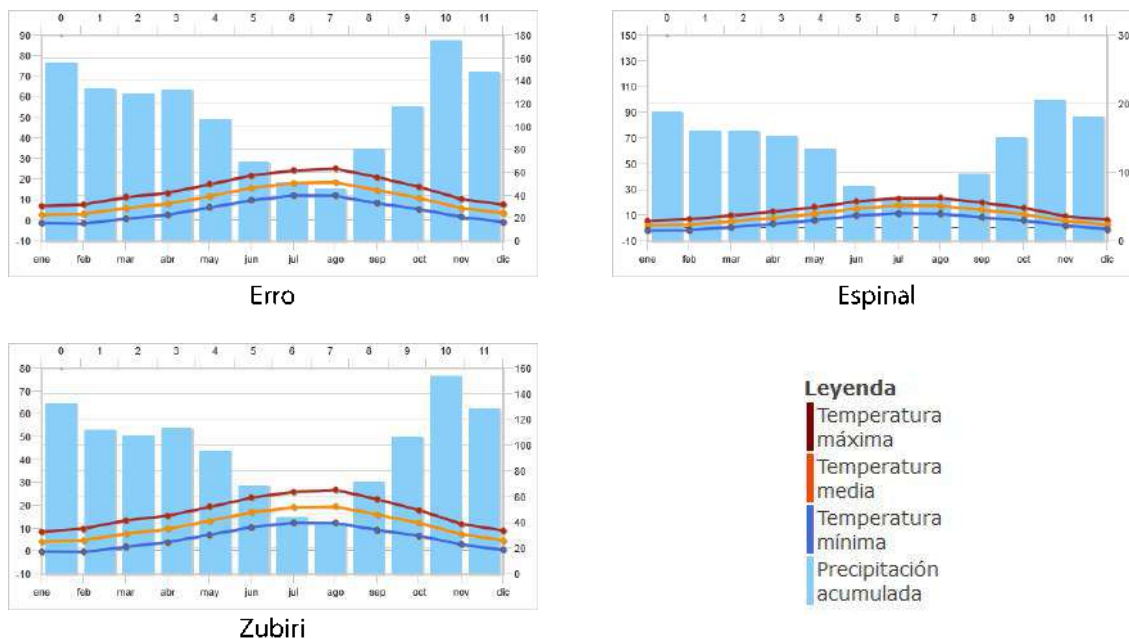 0 1 2 3 4 5 6 7 8 9 10 11
90 180
80 160
70 140
60 120
50 100
40 80
30 60
20 40
10 20
0
-10 0
ene feb mar abr may jun jul ago sep oct nov dic
Erro
0 1 2 3 4 5 6 7 8 9 10 11
150 30
130
110
90 20
70
50 10
30
10
-10 0
ene feb mar abr may jun jul ago sep oct nov dic
Espinal
0 1 2 3 4 5 6 7 8 9 10 11
80 160
70 140
60 120
50 100
40 80
30 60
20 40
10 20
0
-10 0
ene feb mar abr may jun jul ago sep oct nov dic
Zubiri
Leyenda
Temperatura
máxima
Temperatura
media
Temperatura
mínima
Precipitación
acumulada